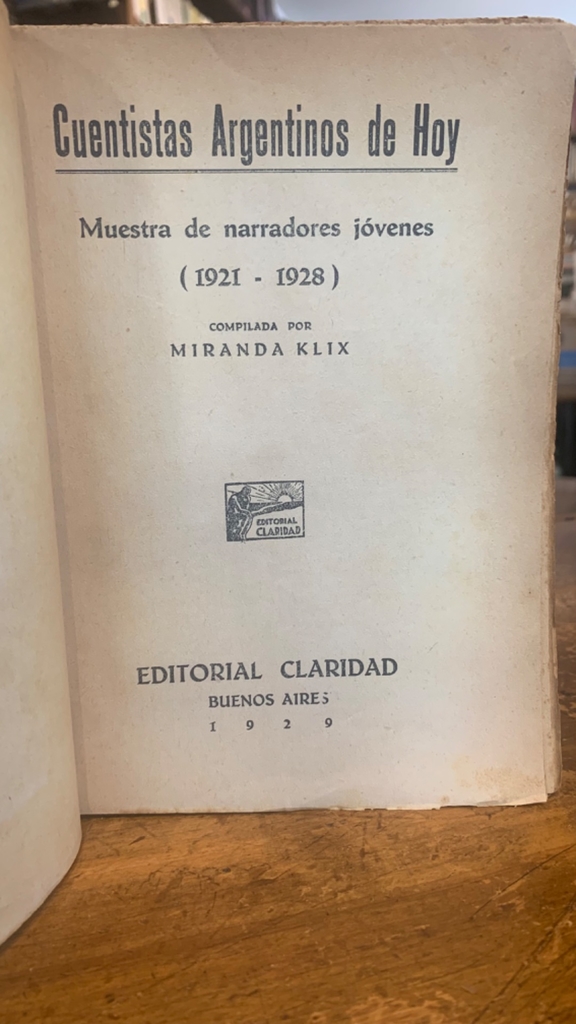 Cuentistas Argentinos de Hoy
Muestra de narradores jóvenes
( 1921 - 1928 )
COMPILADA POR
MIRANDA KLIX
EDITORIAL
CLARIDAD
EDITORIAL CLARIDAD
BUENOS AIRES
1 9 2 9